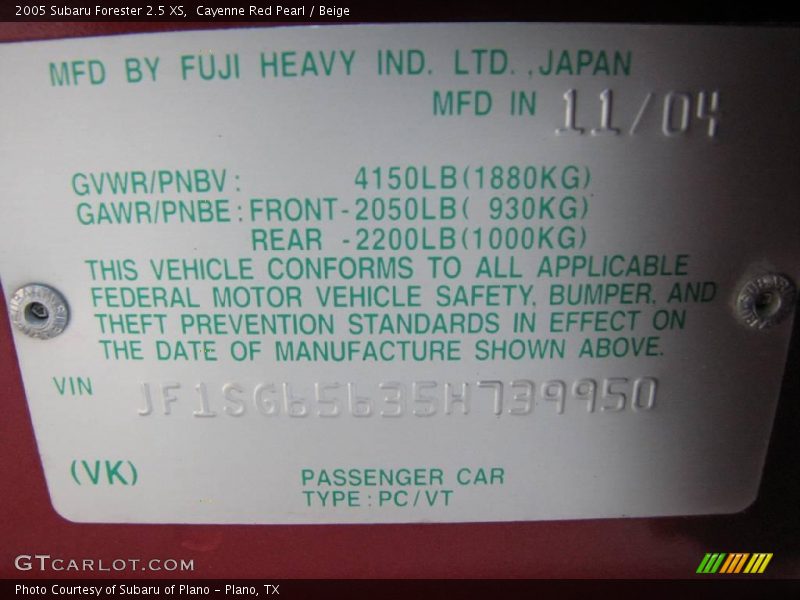 2005 Subaru Forester 2.5 XS, Cayenne Red Pearl / Beige
MFD BY FUJI HEAVY IND. LTD. ,JAPAN
MFD IN 11/04
GVWR/PNBV: 4150LB(1880KG)
GAWR/PNBE:FRONT-2050LB( 930KG)
REAR -2200LB(1000KG)
THIS VEHICLE CONFORMS TO ALL APPLICABLE
FEDERAL MOTOR VEHICLE SAFETY, BUMPER, AND
THEFT PREVENTION STANDARDS IN EFFECT ON
THE DATE OF MANUFACTURE SHOWN ABOVE.
VIN JF1SG65635H739950
(VK) PASSENGER CAR
TYPE:PC/VT
GTCARLOT.COM
Photo Courtesy of Subaru of Plano - Plano, TX